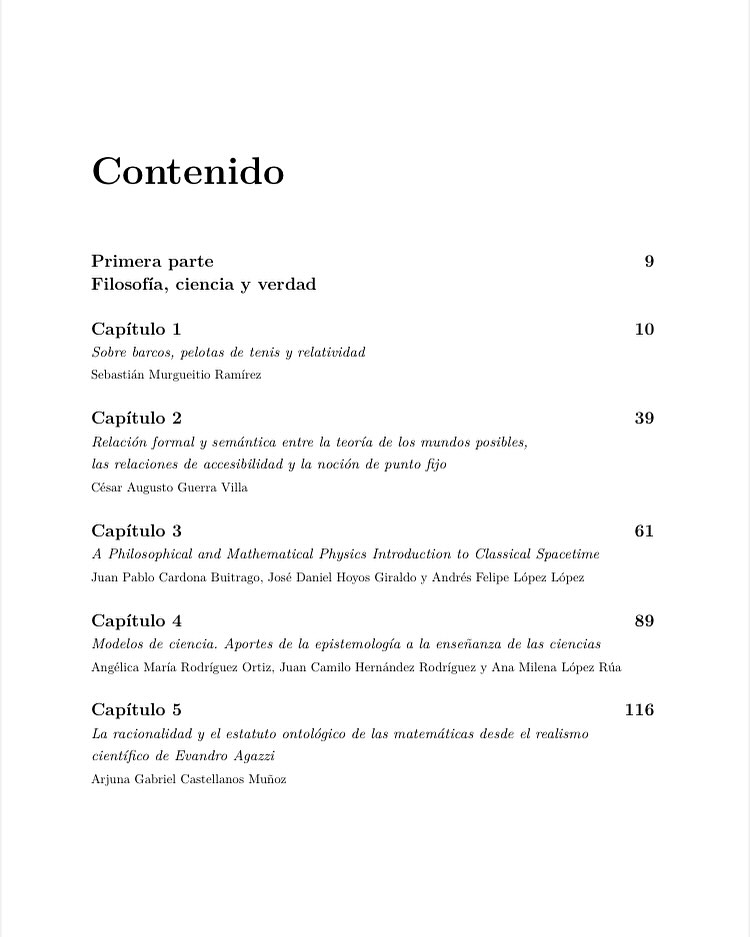 Contenido
Primera parte 9
Filosofía, ciencia y verdad
Capítulo 1 10
Sobre barcos, pelotas de tenis y relatividad
Sebastián Murgueitio Ramírez
Capítulo 2 39
Relación formal y semántica entre la teoría de los mundos posibles,
las relaciones de accesibilidad y la noción de punto fijo
César Augusto Guerra Villa
Capítulo 3 61
A Philosophical and Mathematical Physics Introduction to Classical Spacetime
Juan Pablo Cardona Buitrago, José Daniel Hoyos Giraldo y Andrés Felipe López López
Capítulo 4 89
Modelos de ciencia. Aportes de la epistemología a la enseñanza de las ciencias
Angélica María Rodríguez Ortiz, Juan Camilo Hernández Rodríguez y Ana Milena López Rúa
Capítulo 5 116
La racionalidad y el estatuto ontológico de las matemáticas desde el realismo
científico de Evandro Agazzi
Arjuna Gabriel Castellanos Muñoz